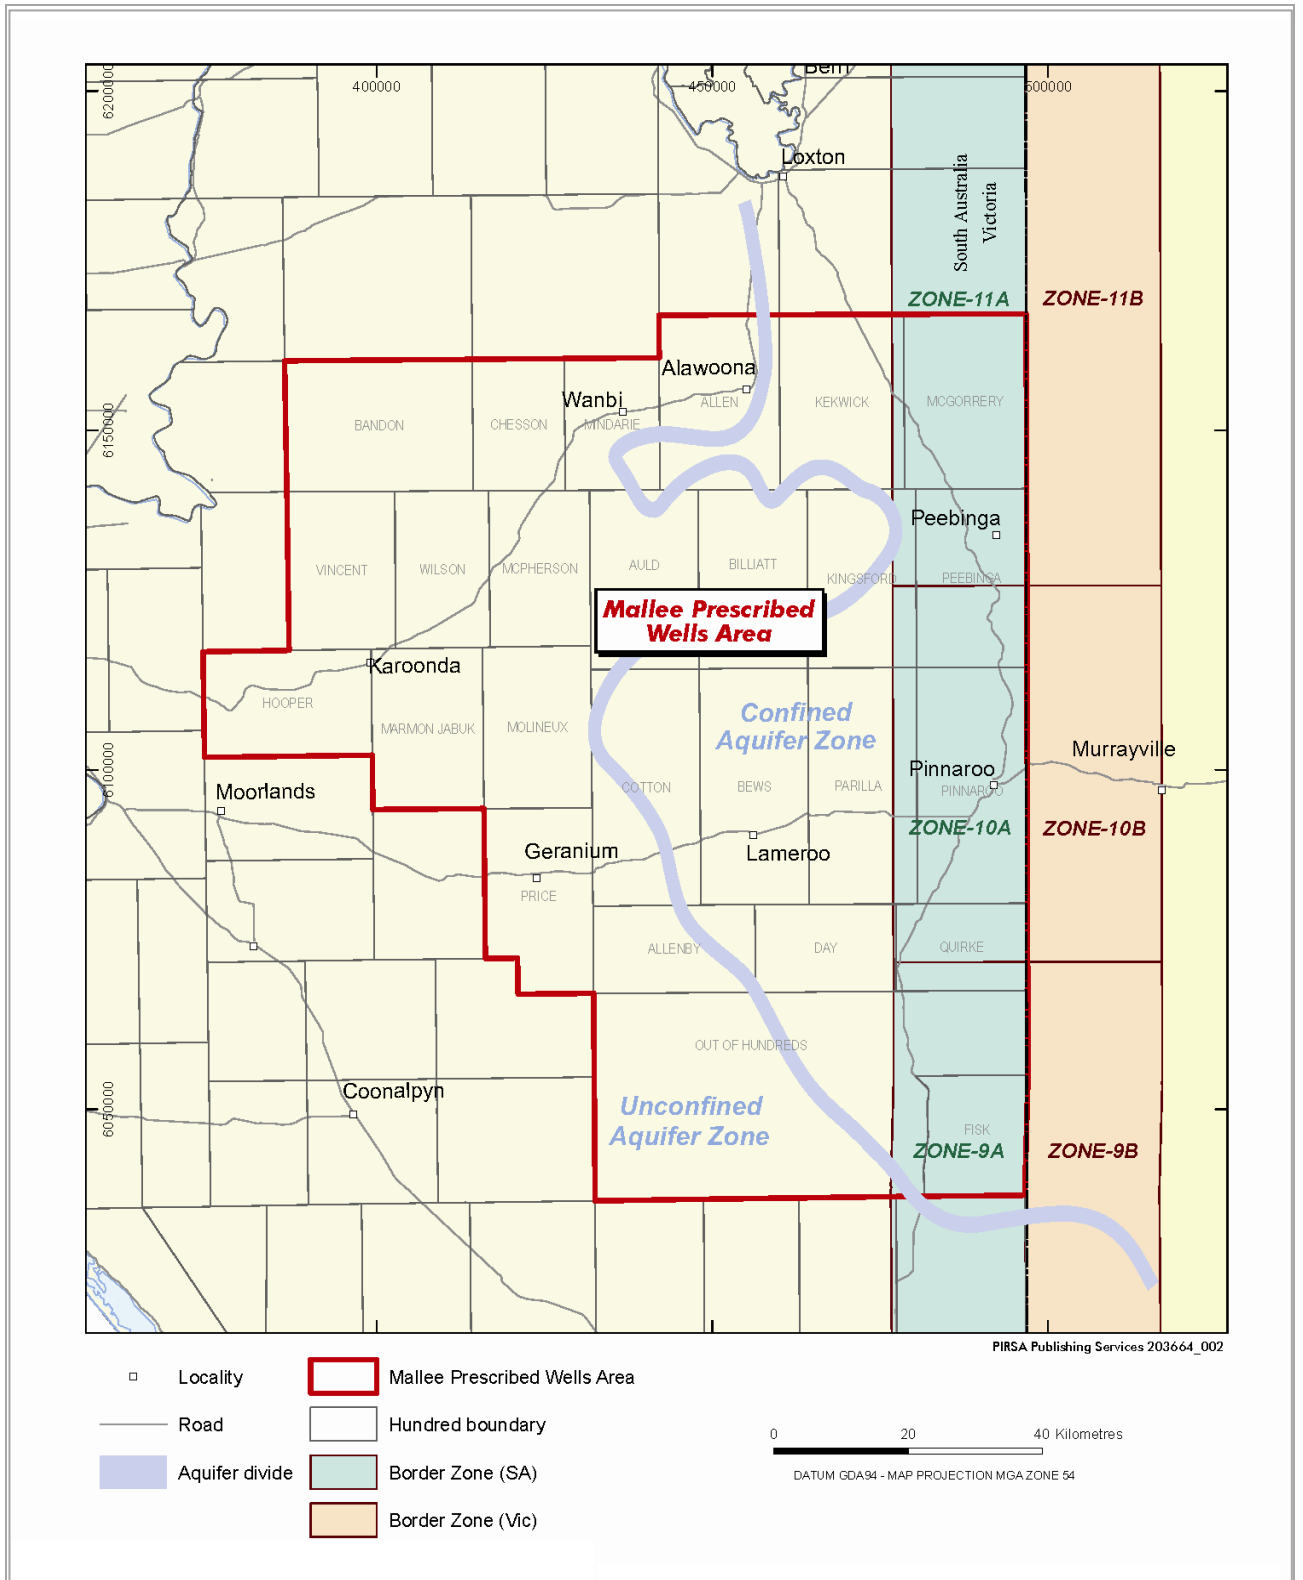 Berri
6200000
400000
450000
500000
Loxton
South Australia
Victoria
ZONE-11A
ZONE-11B
Alawoona
Wanbi
ALLEN
KEKWICK
MCGORRERY
BANDON
CHESSON
MINDARIE
6150000
Peebinga
VINCENT
WILSON
MCPHERSON
AULD
BILLIATT
KINGSFORD
PEEBINGA
Mallee Prescribed
Wells Area
Karoonda
HOOPER
MARMON JABUK
MOLINEUX
Confined
Aquifer Zone
Murrayville
6100000
Pinnaroo
Moorlands
COTTON
BEWS
PARILLA
PINNAROO
ZONE-10A
ZONE-10B
Geranium
Lameroo
PRICE
ALLENBY
DAY
QUIRKE
OUT OF HUNDREDS
Coonalpyn
6050000
Unconfined
Aquifer Zone
FISK
ZONE-9A
ZONE-9B
PIRSA Publishing Services 203664_002
Locality
Mallee Prescribed Wells Area
Road
Hundred boundary
Aquifer divide
Border Zone (SA)
Border Zone (Vic)
0 20 40 Kilometres
DATUM GDA94 - MAP PROJECTION MGA ZONE 54